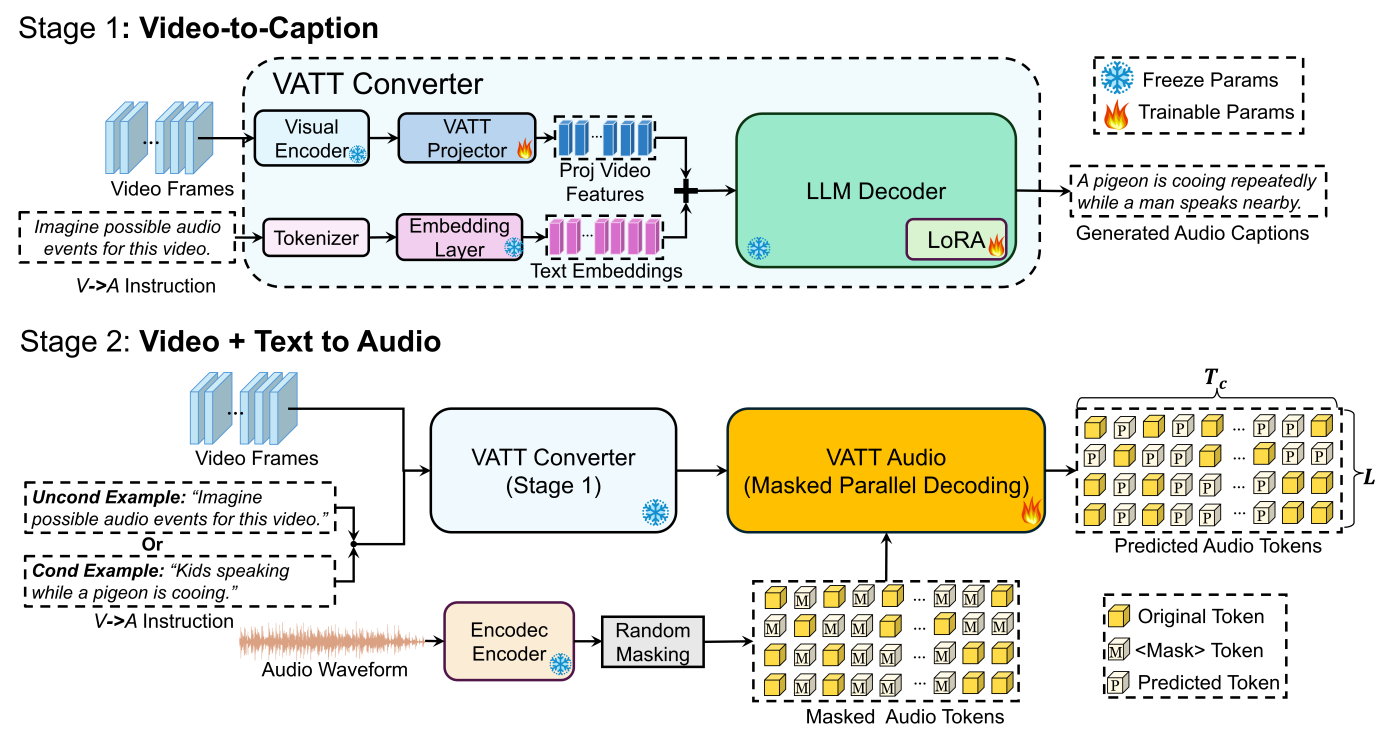 Stage 1: Video-to-Caption
VATT Converter
Freeze Params
Trainable Params
Visual
Encoder
VATT
Projector
...
...
Video Frames
Proj Video
Features
LLM Decoder
LoRA
A pigeon is cooing repeatedly
while a man speaks nearby.
Generated Audio Captions
Imagine possible audio
events for this video.
V->A Instruction
Tokenizer
Embedding
Layer
...
Text Embeddings
Stage 2: Video + Text to Audio
...
Video Frames
Uncond Example: “Imagine
possible audio events for this video.”
Or
Cond Example: “Kids speaking
while a pigeon is cooing.”
V->A Instruction
VATT Converter
(Stage 1)
VATT Audio
(Masked Parallel Decoding)
T_c
P P P ... P P
P P P ... P P
P P P ... P
P P P ... P
L
Predicted Audio Tokens
Audio Waveform
Encodec
Encoder
Random
Masking
M M ... M M
M M M ... M M
M M M ... M
M M M ... M
Masked Audio Tokens
Original Token
M <Mask> Token
P Predicted Token